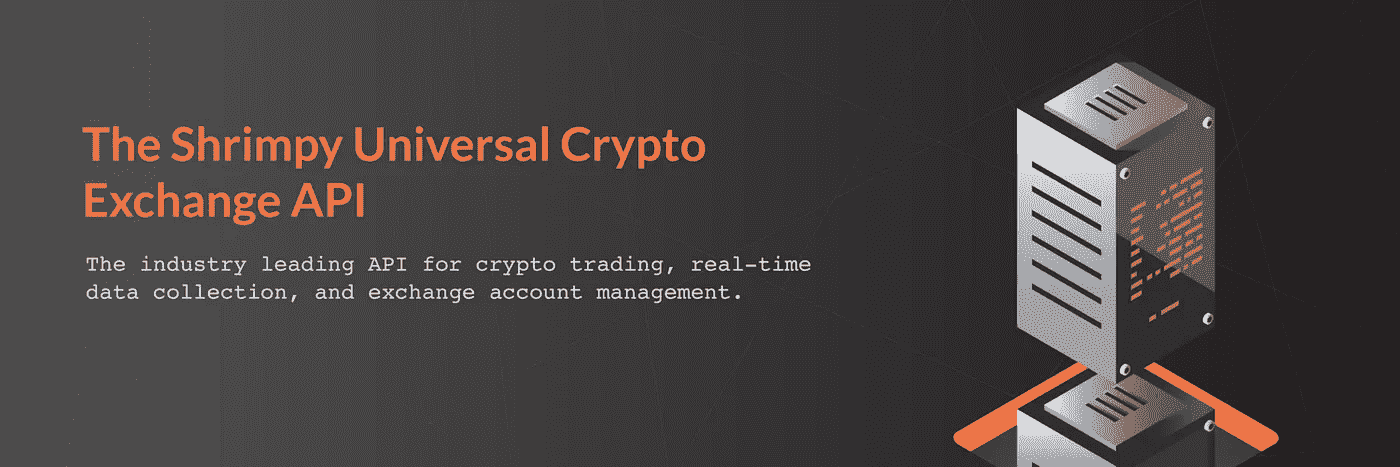 The Shrimpy Universal Crypto
Exchange API
The industry leading API for crypto trading, real-time
data collection, and exchange account management.